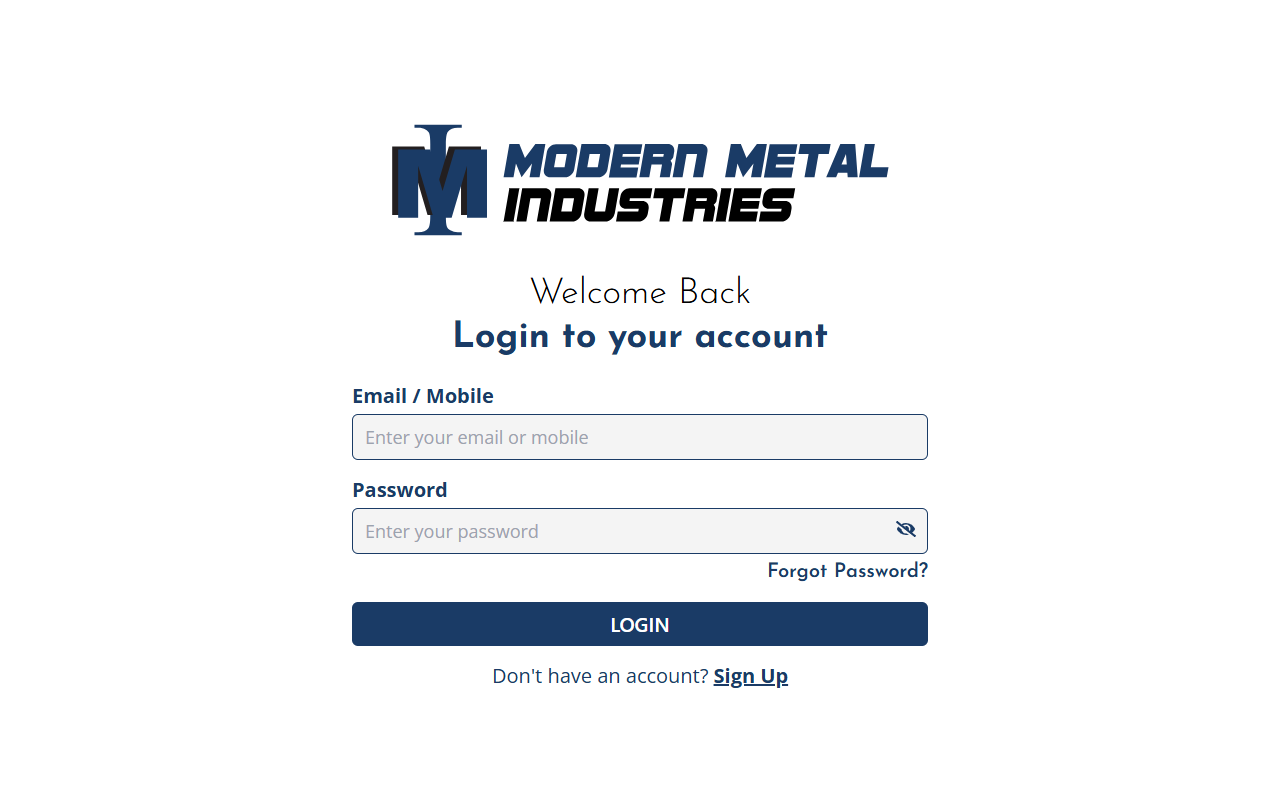 MODERN METAL
INDUSTRIES
Welcome Back
Login to your account
Email / Mobile
Enter your email or mobile
Password
Enter your password
Forgot Password?
LOGIN
Don't have an account? Sign Up